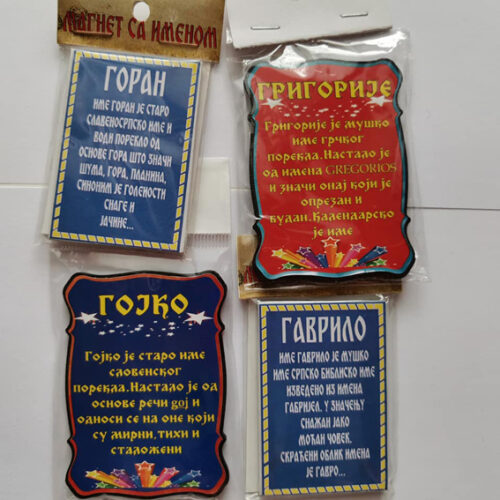 МАГНЕТ СА ИМЕНОМ
ГОРАН
ИМЕ ГОРАН ЈЕ СТАРО
СЛАВЕНОСРПСКО ИМЕ И
ВОДИ ПОРЕКЛО ОД
ОСНОВЕ ГОРА ШТО ЗНАЧИ
ШУМА, ГОРА, ПЛАНИНА,
СИНОНИМ ЈЕ ГОЛЕМОСТИ
СНАГЕ И
ЈАЧИНЕ...
ГРИГОРИЈЕ
Григорије је мушко
име грчког
порекла.Настало је
од имена GREGORIOS
и значи онај који је
опрезан и
будан.Календарско
је име
ГОЈКО
Гојко је старо име
словенског
порекла.Настало је од
основе речи goj и
односи се на оне који
су мирни,тихи и
сталожени
ГАВРИЛО
ИМЕ ГАВРИЛО ЈЕ МУШКО
ИМЕ СРПСКО БИБЛИСКО ИМЕ
ИЗВЕДЕНО ИЗ ИМЕНА
ГАБРИЈЕЛ. У ЗНАЧЕЊУ
СНАЖАН ЈАКО
МОЋАН ЧОВЕК.
СКРАЋЕНИ ОБЛИК ИМЕНА
ЈЕ ГАВРО...